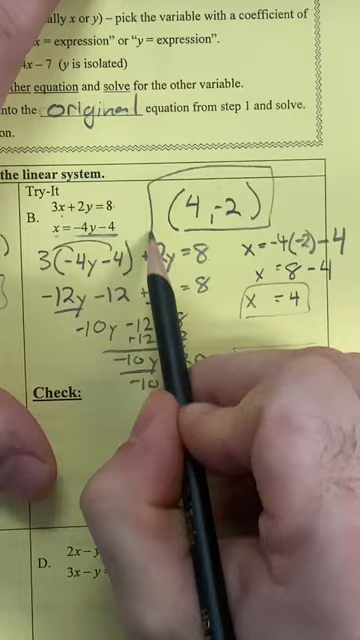 ally x or y) – pick the variable with a coefficient of
x = expression” or “y = expression”.
4x – 7 (y is isolated)
her equation and solve for the other variable.
nto the original equation from step 1 and solve.
on.
the linear system.
Try-It
B. 3x + 2y = 8
x = –4y – 4
(4, -2)
3(-4y-4) + 2y = 8
-12y -12 + = 8
-10y -12 8
+12
-10y
-10
x = -4(-2) - 4
x = 8 - 4
x = 4
Check:
D. 2x – y
3x – y =